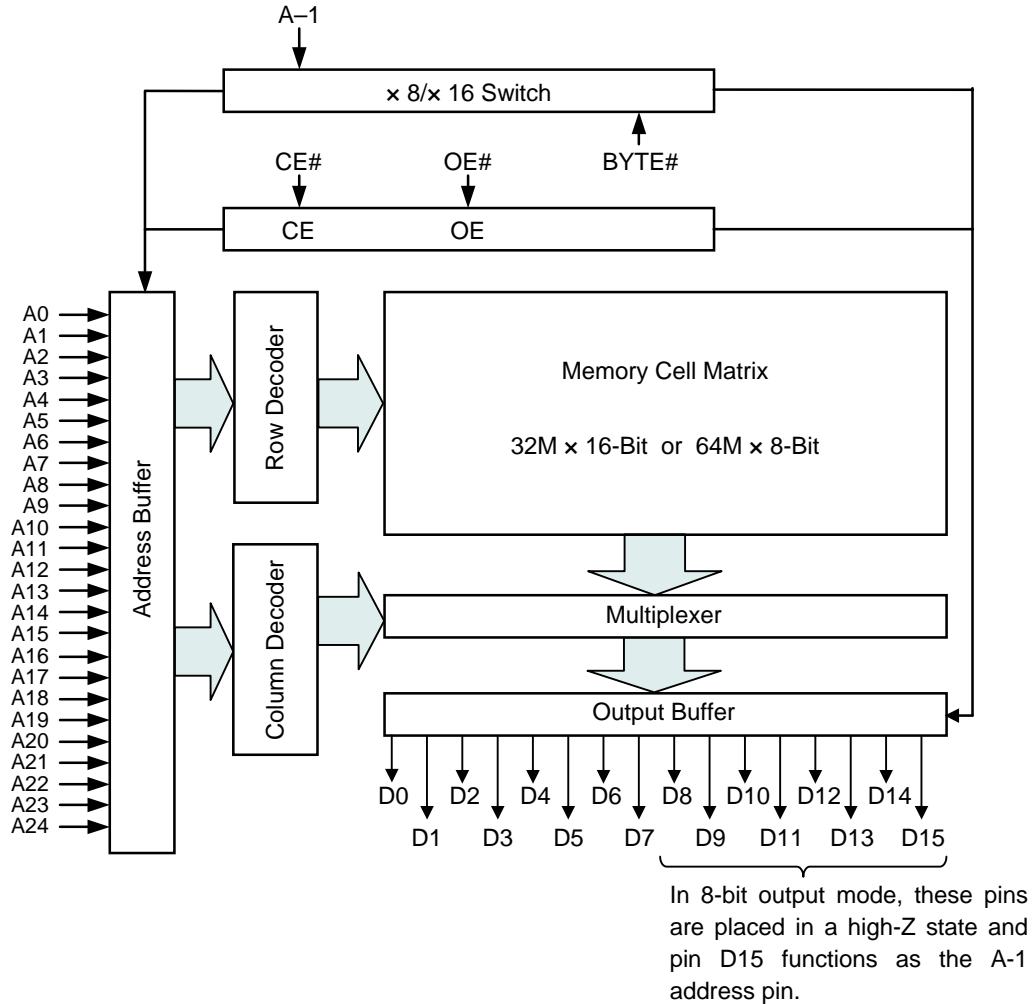 A–1
× 8/× 16 Switch
CE# OE# BYTE#
CE OE
A0
A1
A2
A3
A4
A5
A6
A7
A8
A9
A10
A11
A12
A13
A14
A15
A16
A17
A18
A19
A20
A21
A22
A23
A24
Address Buffer
Row Decoder
Column Decoder
Memory Cell Matrix
32M × 16-Bit or 64M × 8-Bit
Multiplexer
Output Buffer
D0 D2 D4 D6 D8 D10 D12 D14
D1 D3 D5 D7 D9 D11 D13 D15
In 8-bit output mode, these pins
are placed in a high-Z state and
pin D15 functions as the A-1
address pin.